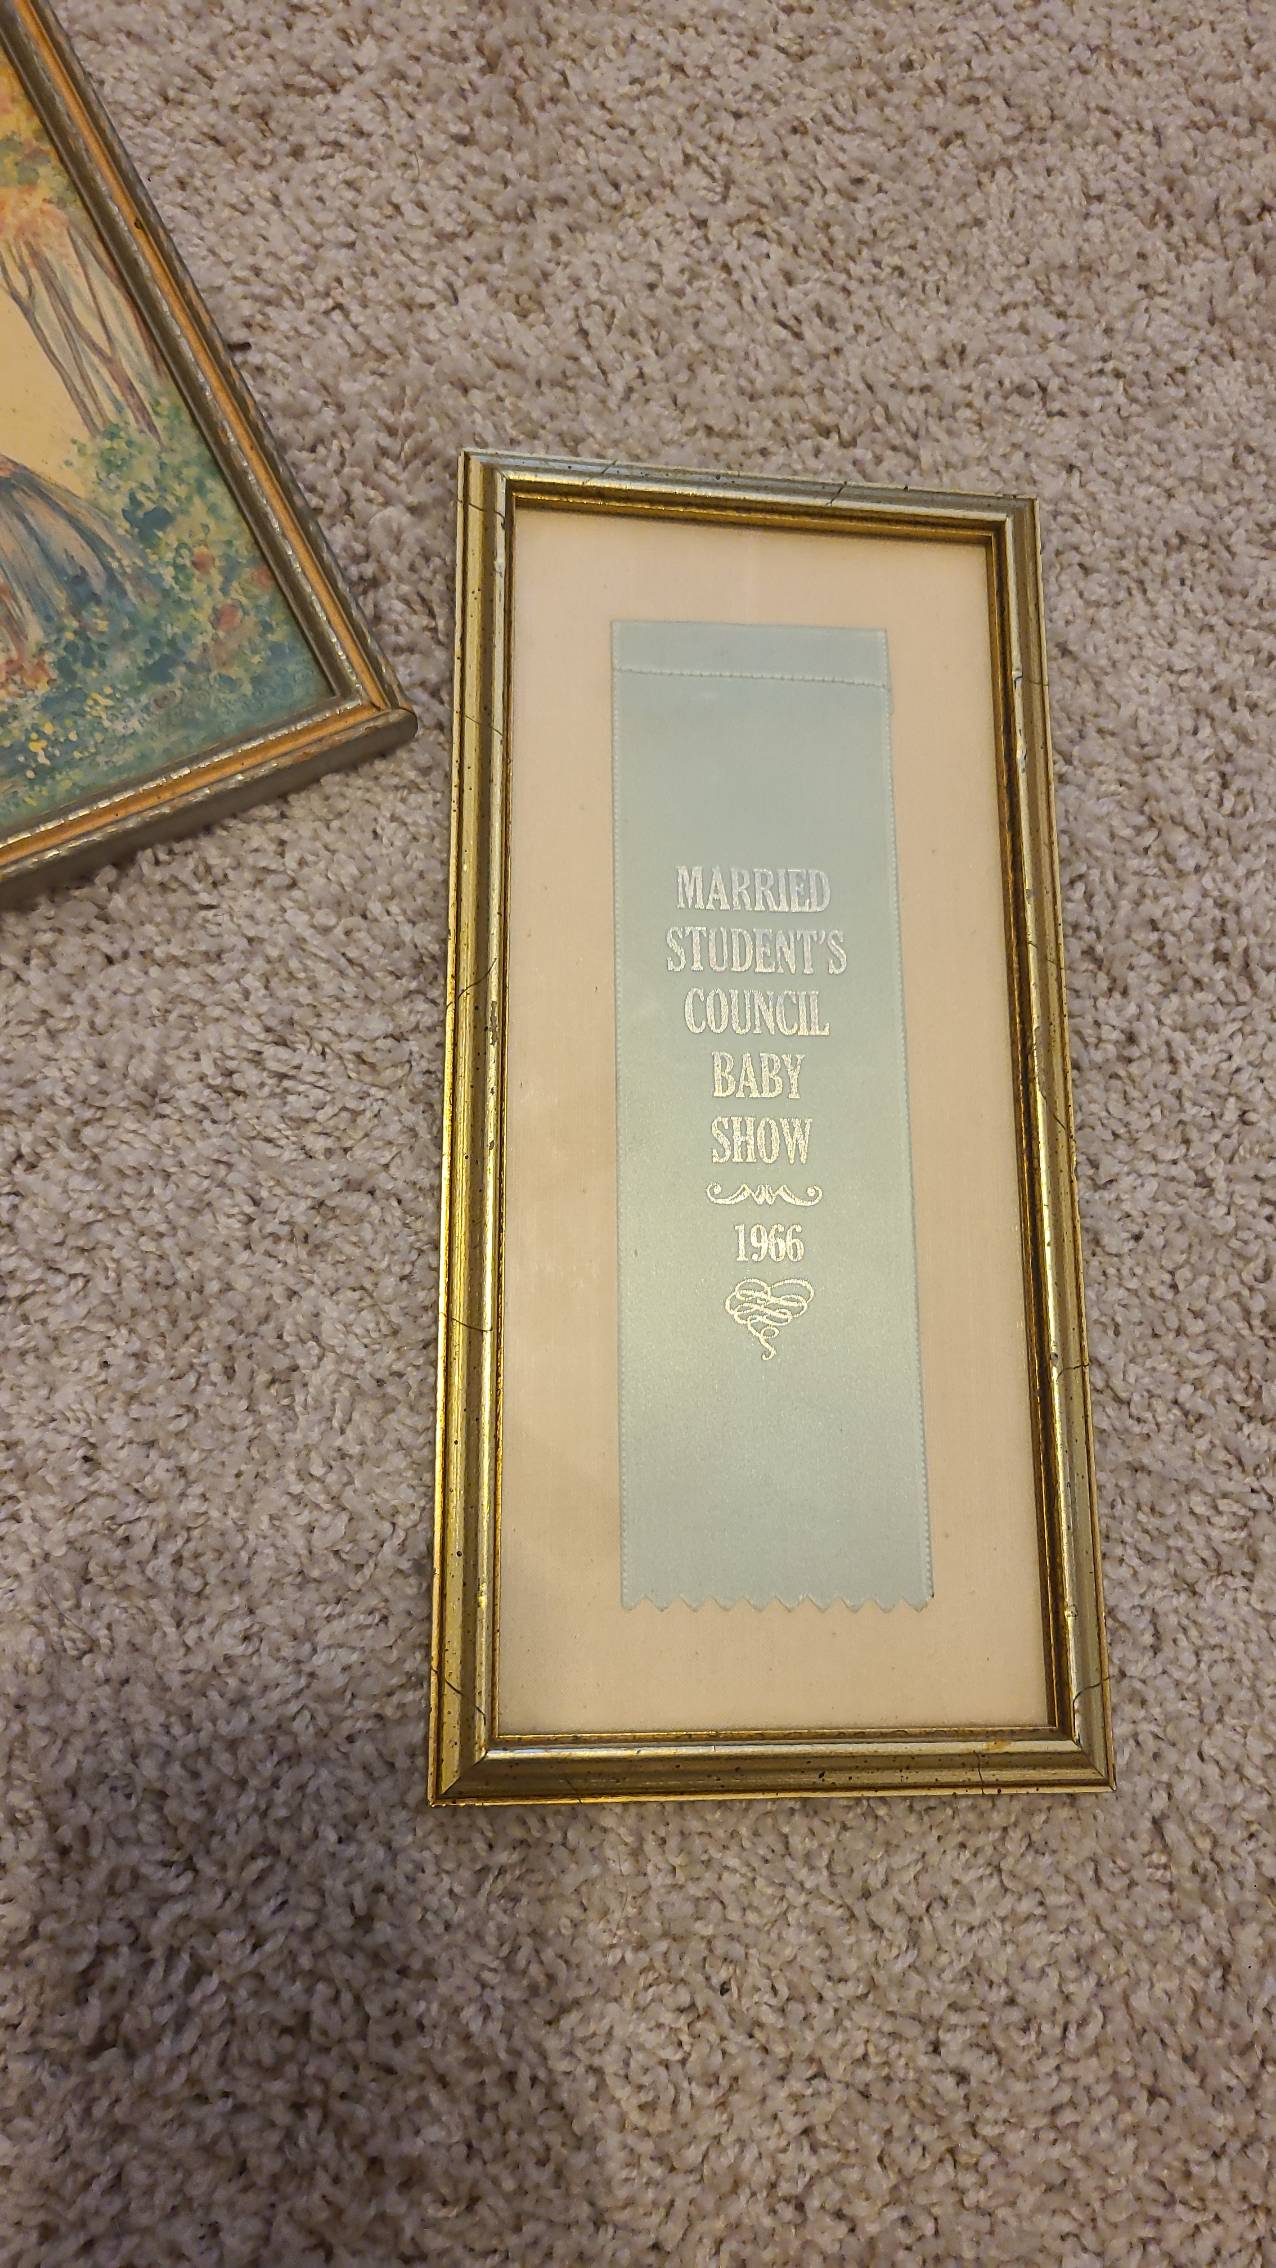 MARRIED
STUDENT'S
COUNCIL
BABY
SHOW
1966